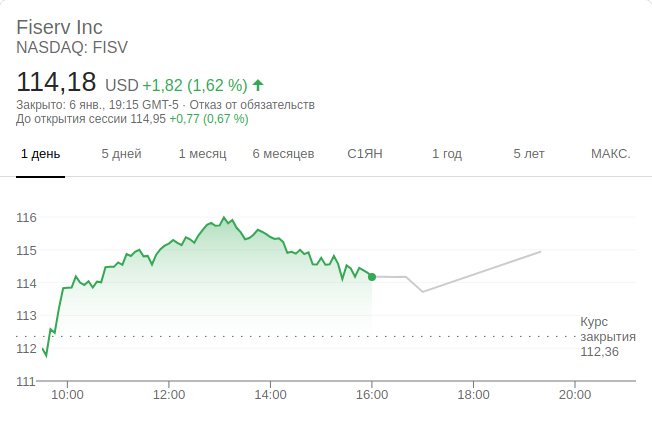 Fiserv Inc
NASDAQ: FISV
114,18 USD +1,82 (1,62 %)
Закрыто: 6 янв., 19:15 GMT-5 · Отказ от обязательств
До открытия сессии 114,95 +0,77 (0,67 %)
1 день 5 дней 1 месяц 6 месяцев С1ЯН 1 год 5 лет МАКС.
116
115
114
113
112
111
Курс
закрытия
112,36
10:00 12:00 14:00 16:00 18:00 20:00